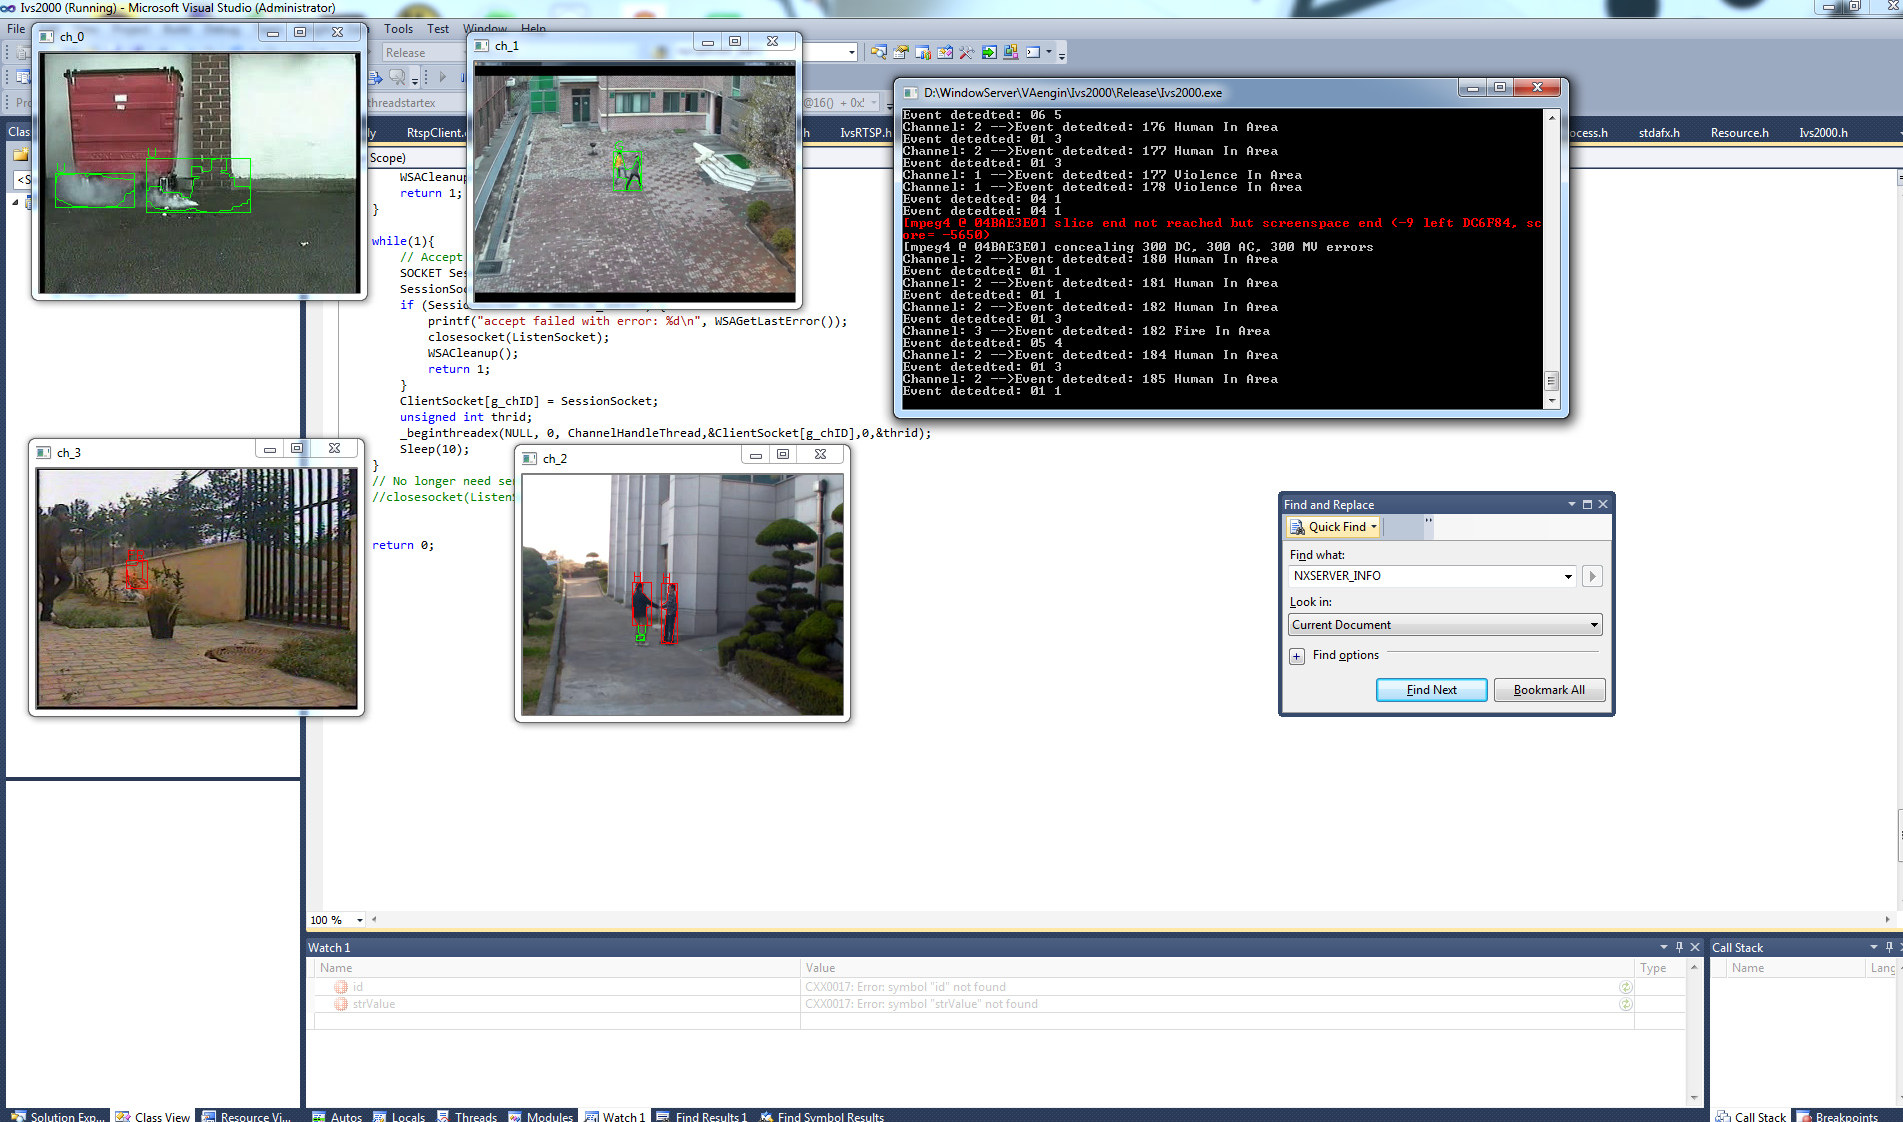 Ivs2000 (Running) - Microsoft Visual Studio (Administrator)
File
Tools
Test
Window
Help
ch_0
ch_1
Release
threadstartex
@16() + 0x!
Clas
RtspClient.c
IvsRTSP.h
ocess.h
stdafx.h
Resource.h
Ivs2000.h
Scope)
<S
WSACleanup
return 1;
}
while(1){
// Accept
SOCKET Ses
SessionSoc
if (Sessio
printf("accept failed with error: %d\n", WSAGetLastError());
closesocket(ListenSocket);
WSACleanup();
return 1;
}
ClientSocket[g_chID] = SessionSocket;
unsigned int thrid;
_beginthreadex(NULL, 0, ChannelHandleThread,&ClientSocket[g_chID],0,&thrid);
Sleep(10);
}
// No longer need se
//closesocket(ListenS
return 0;
D:\WindowServer\VAengin\Ivs2000\Release\Ivs2000.exe
Event detedted: 06 5
Channel: 2 -->Event detedted: 176 Human In Area
Event detedted: 01 3
Channel: 2 -->Event detedted: 177 Human In Area
Event detedted: 01 3
Channel: 1 -->Event detedted: 177 Violence In Area
Channel: 1 -->Event detedted: 178 Violence In Area
Event detedted: 04 1
Event detedted: 04 1
[mpeg4 @ 04BAE3E0] slice end not reached but screenspace end (-9 left DC6F84, sc
ore= -5650)
[mpeg4 @ 04BAE3E0] concealing 300 DC, 300 AC, 300 MV errors
Channel: 2 -->Event detedted: 180 Human In Area
Event detedted: 01 1
Channel: 2 -->Event detedted: 181 Human In Area
Event detedted: 01 1
Channel: 2 -->Event detedted: 182 Human In Area
Event detedted: 01 3
Channel: 3 -->Event detedted: 182 Fire In Area
Event detedted: 05 4
Channel: 2 -->Event detedted: 184 Human In Area
Event detedted: 01 3
Channel: 2 -->Event detedted: 185 Human In Area
Event detedted: 01 1
ch_3
ch_2
Find and Replace
Quick Find
Find what:
NXSERVER_INFO
Look in:
Current Document
Find options
Find Next
Bookmark All
100 %
Watch 1
Name
Value
Type
id
CXX0017: Error: symbol "id" not found
strValue
CXX0017: Error: symbol "strValue" not found
Call Stack
Name
Lang
Solution Exp...
Class View
Resource Vi...
Autos
Locals
Threads
Modules
Watch 1
Find Results 1
Find Symbol Results
Call Stack
Breakpoints